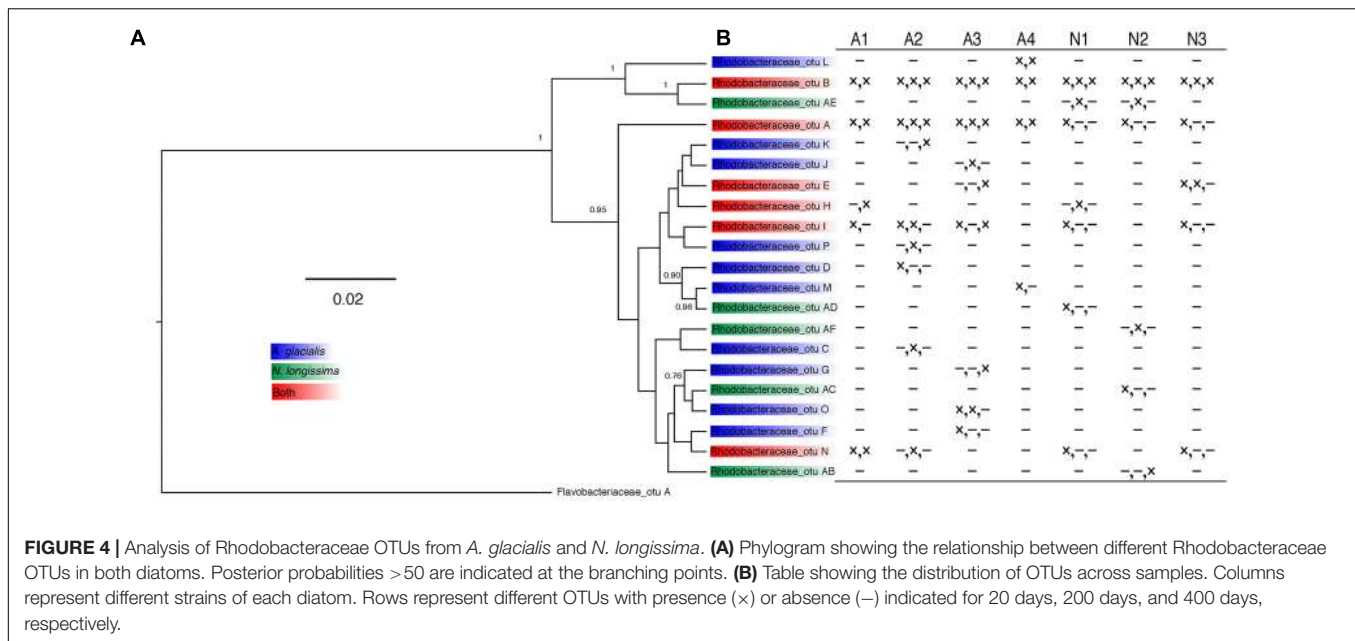 A
B A1 A2 A3 A4 N1 N2 N3
Rhodobacteraceae_otu L – – – ×,× – – –
Rhodobacteraceae_otu B ×,× ×,×,× ×,×,× ×,× ×,×,× ×,×,× ×,×,×
Rhodobacteraceae_otu AE – – – – –,×,– –,×,– –
Rhodobacteraceae_otu A ×,× ×,×,× ×,×,× ×,× ×,–,– ×,–,– ×,–,–
Rhodobacteraceae_otu K – –,–,× – – – – –
Rhodobacteraceae_otu J – – –,×,– – – – –
Rhodobacteraceae_otu E – – –,–,× – – – ×,×,–
Rhodobacteraceae_otu H –,× – – – –,×,– – –
Rhodobacteraceae_otu I ×,– ×,×,– ×,–,× – ×,–,– – ×,–,–
Rhodobacteraceae_otu P – –,×,– – – – – –
Rhodobacteraceae_otu D – ×,–,– – – – – –
Rhodobacteraceae_otu M – – – ×,– – – –
Rhodobacteraceae_otu AD – – – – ×,–,– – –
Rhodobacteraceae_otu AF – – – – – –,×,– –
Rhodobacteraceae_otu C – –,×,– – – – – –
Rhodobacteraceae_otu G – – –,–,× – – – –
Rhodobacteraceae_otu AC – – – – – ×,–,– –
Rhodobacteraceae_otu O – – ×,×,– – – – –
Rhodobacteraceae_otu F – – ×,–,– – – – –
Rhodobacteraceae_otu N ×,× –,×,– – – ×,–,– – ×,–,–
Rhodobacteraceae_otu AB – – – – – –,–,× –
Flavobacteriaceae_otu A
1
1
1
0.95
0.90
0.98
0.76
0.02
A. glacialis
N. longissima
Both
FIGURE 4 | Analysis of Rhodobacteraceae OTUs from A. glacialis and N. longissima. (A) Phylogram showing the relationship between different Rhodobacteraceae
OTUs in both diatoms. Posterior probabilities >50 are indicated at the branching points. (B) Table showing the distribution of OTUs across samples. Columns
represent different strains of each diatom. Rows represent different OTUs with presence (×) or absence (–) indicated for 20 days, 200 days, and 400 days,
respectively.